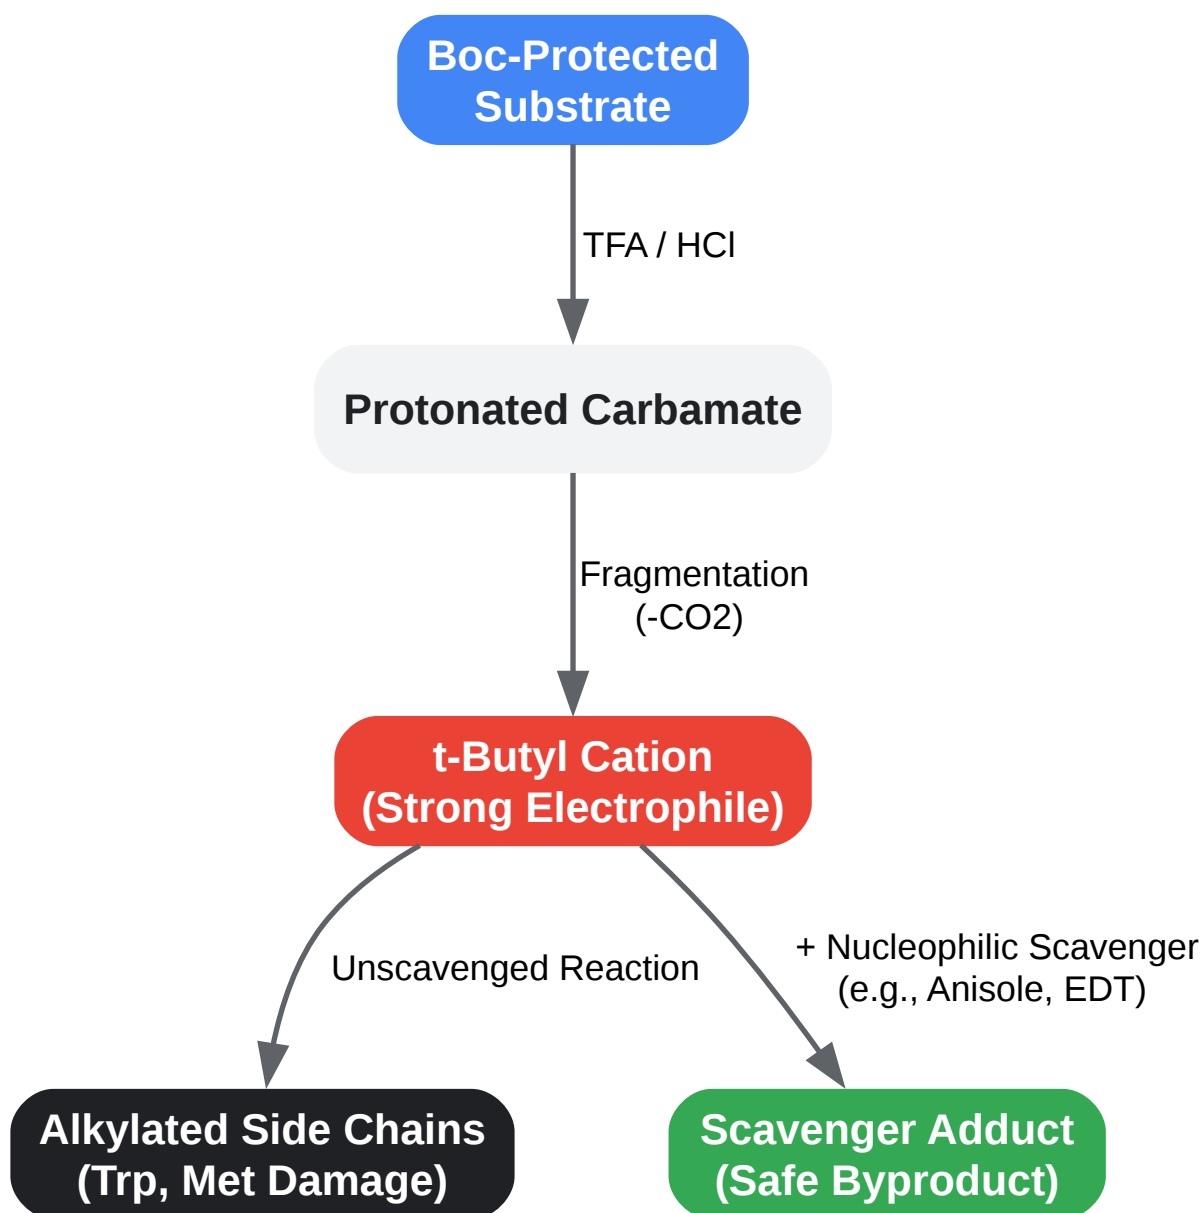 Boc-Protected
Substrate
TFA / HCl
Protonated Carbamate
Fragmentation
(-CO2)
t-Butyl Cation
(Strong Electrophile)
Unscavenged Reaction
+ Nucleophilic Scavenger
(e.g., Anisole, EDT)
Alkylated Side Chains
(Trp, Met Damage)
Scavenger Adduct
(Safe Byproduct)